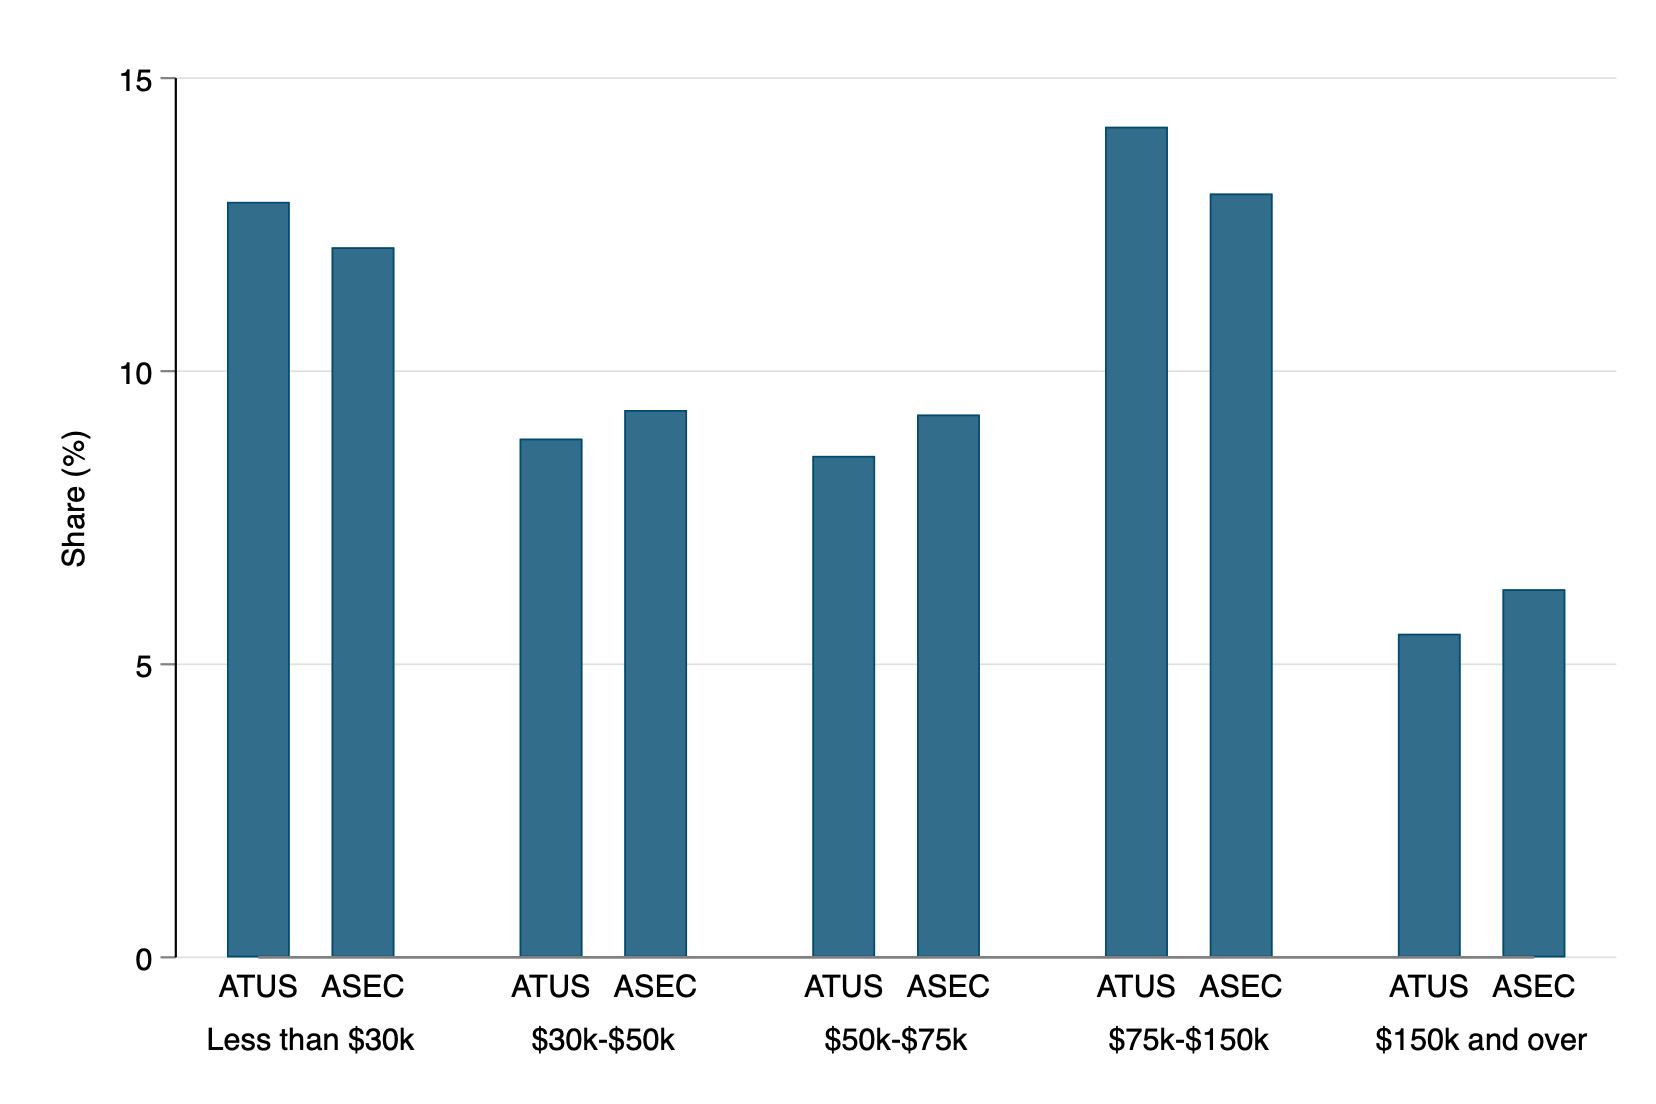 15
10
5
0
Share (%)
ATUS ASEC ATUS ASEC ATUS ASEC ATUS ASEC ATUS ASEC
Less than $30k $30k-$50k $50k-$75k $75k-$150k $150k and over